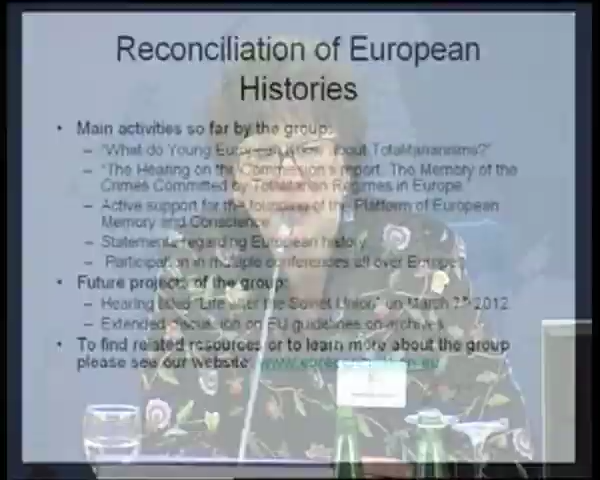 Reconciliation of European
Histories
• Main activities so far by the group:
– "What do Young Europeans know about Totalitarianisms?"
– "The Hearing on the Commission's report: The Memory of the
Crimes Committed by Totalitarian Regimes in Europe
– Active support for the founding of the Platform of European
Memory and Conscience
– Statements regarding European history
– Participation in multiple conferences all over Europe
• Future projects of the group:
– Hearing titled "Life after the Soviet Union" on March 2012
– Extended discussion on EU guidelines on archives
• To find related resources or to learn more about the group
please see our website: